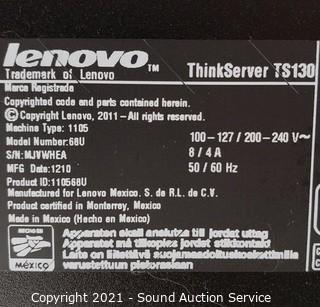 lenovo™
ThinkServer TS130
Trademark of Lenovo
Marca Registrada
Copyrighted code and parts contained herein.
© Copyright Lenovo, 2011 – All rights reserved.
Machine Type: 1105
Model Number:68U
100-127 / 200-240 V~
S/N:MJVWHEA
8 / 4 A
MFG Date:1210
50 / 60 Hz
Product ID:110568U
Manufactured for Lenovo Mexico. S. de R.L. de C.V.
Product certified in Monterrey, Mexico
Made in Mexico (Hecho en Mexico)
Apparaten skall anslutas till jordat uttag
Apparatet må tilkoples jordet stikkontakt
Laite on liitettävä suojamaadoituskoskettimilla
varustettuun pistorasiaan
HECHO EN
MÉXICO
Copyright 2021 - Sound Auction Service